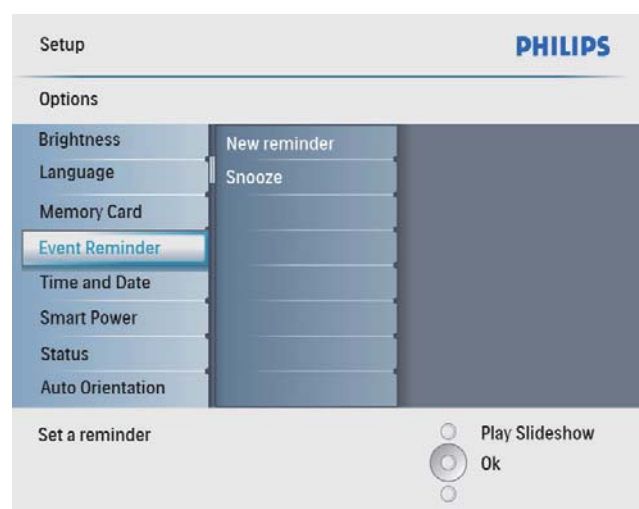 Setup
PHILIPS
Options
Brightness
Language
Memory Card
Event Reminder
Time and Date
Smart Power
Status
Auto Orientation
New reminder
Snooze
Set a reminder
Play Slideshow
Ok